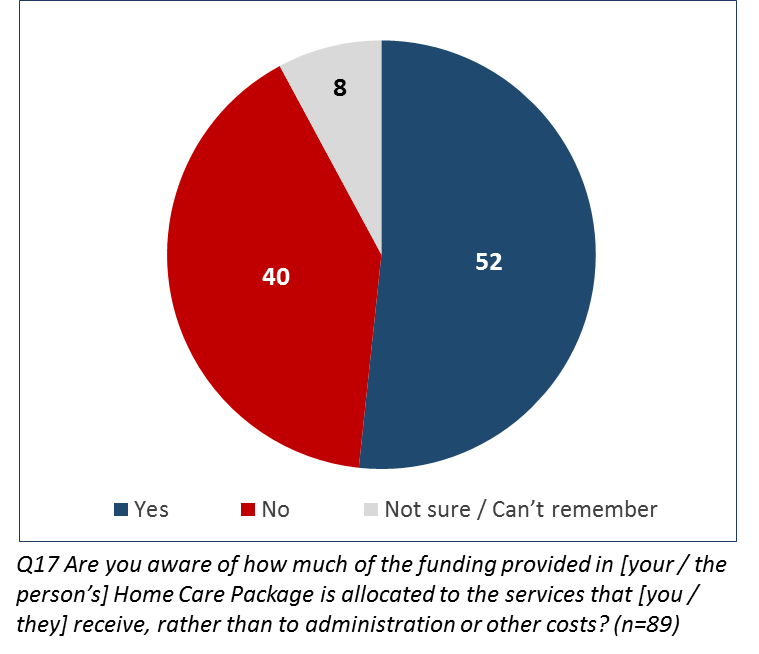 8
40
52
Yes No Not sure / Can’t remember
Q17 Are you aware of how much of the funding provided in [your / the
person’s] Home Care Package is allocated to the services that [you /
they] receive, rather than to administration or other costs? (n=89)